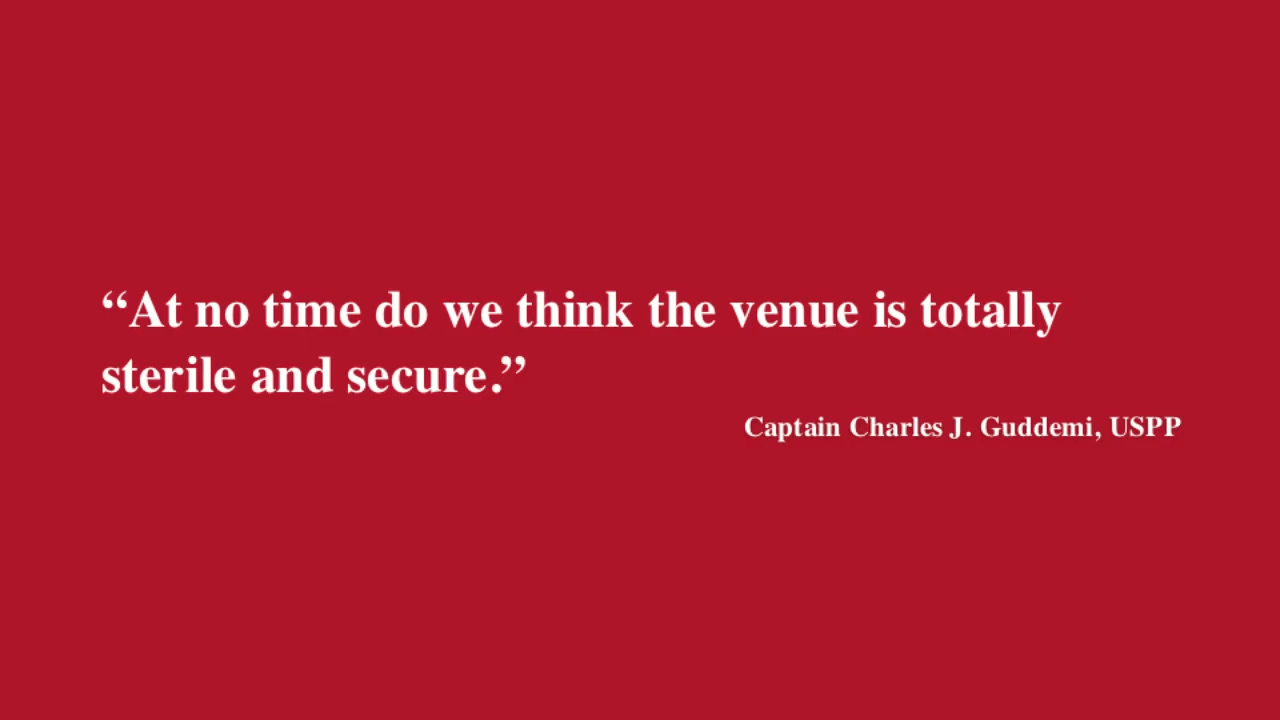 “At no time do we think the venue is totally
sterile and secure.”
Captain Charles J. Guddemi, USPP